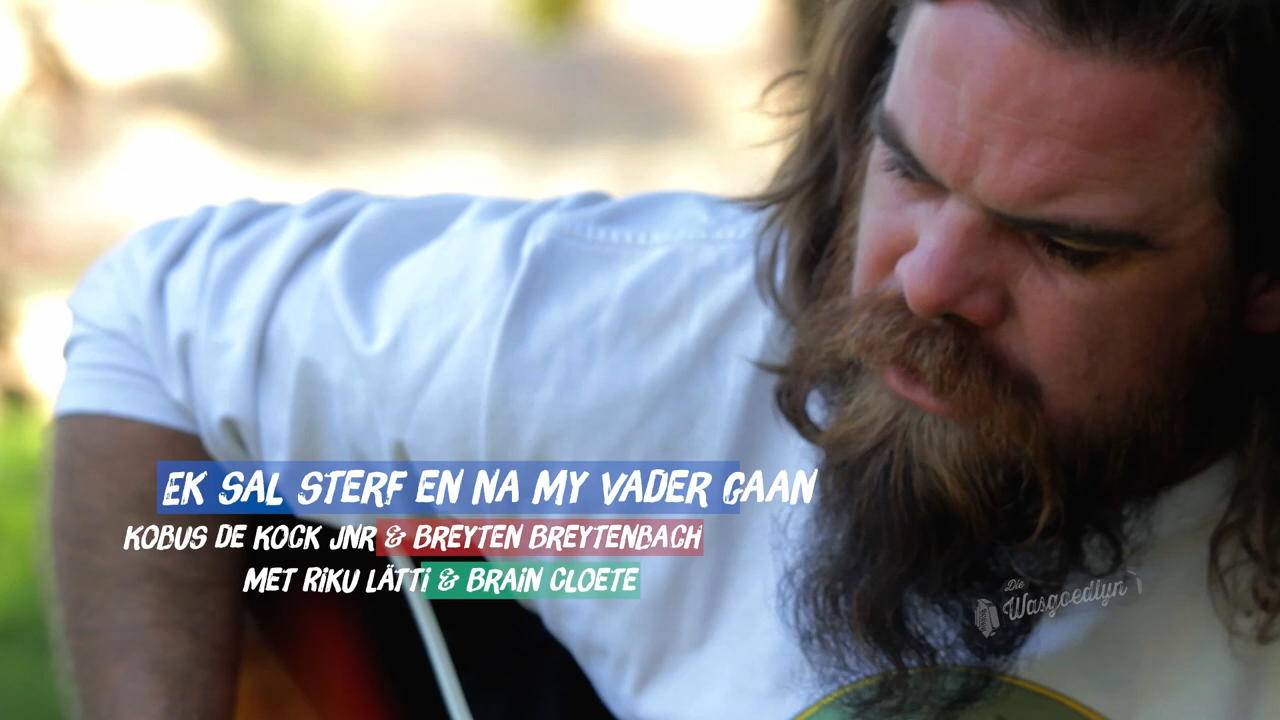 EK SAL STERF EN NA MY VADER GAAN
KOBUS DE KOCK JNR & BREYTEN BREYTENBACH
MET RIKU LÄTTI & BRAIN CLOETE
Die
Wasgoedlyn